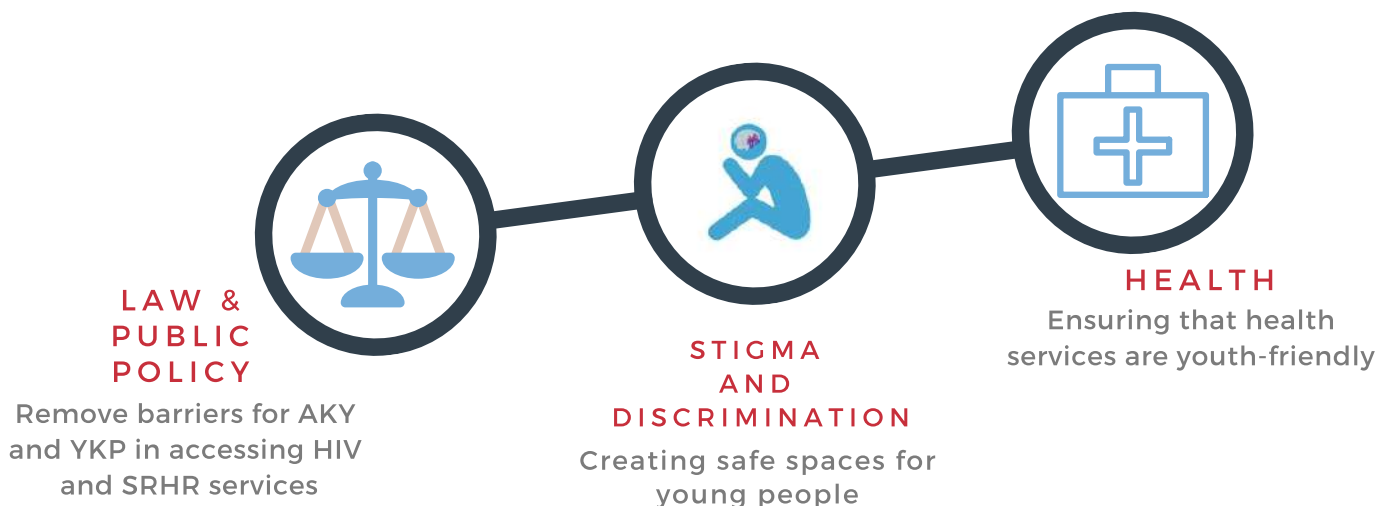 LAW &
PUBLIC
POLICY
Remove barriers for AKY
and YKP in accessing HIV
and SRHR services
STIGMA
AND
DISCRIMINATION
Creating safe spaces for
young people
HEALTH
Ensuring that health
services are youth-friendly